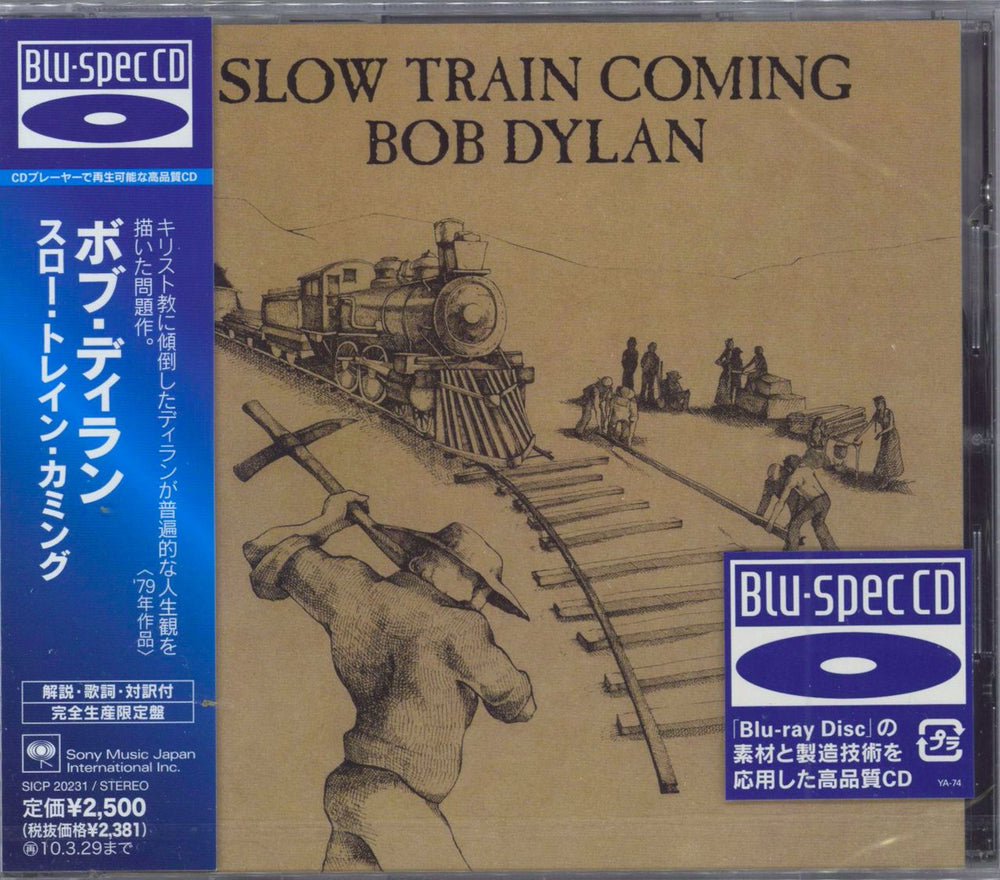 Blu-spec CD
CDプレーヤーで再生可能な高品質CD
キリスト教に傾倒したディランが普遍的な人生観を
描いた問題作。
〈'79年作品〉
ボブ・ディラン
スロー・トレイン・カミング
解説・歌詞・対訳付
完全生産限定盤
Sony Music Japan
International Inc.
SICP 20231 / STEREO
定価¥2,500
(税抜価格¥2,381)
再10.3.29まで
SLOW TRAIN COMING
BOB DYLAN
Blu-spec CD
「Blu-ray Disc」の
素材と製造技術を
応用した高品質CD
プラ
YA-74